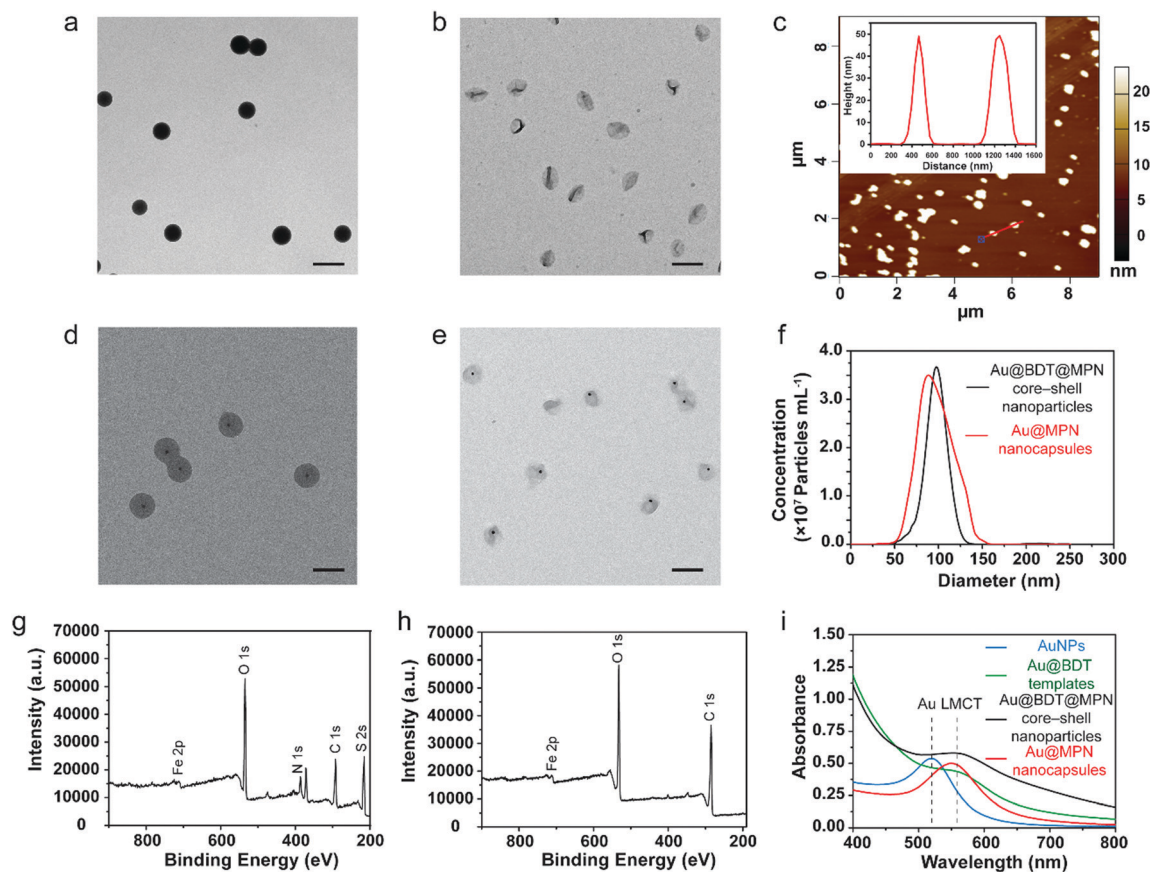 a
b
c
50
40
30
20
10
0
Height (nm)
0 200 400 600 800 1000 1200 1400 1600
Distance (nm)
8
6
4
2
0
µm
0 2 4 6 8
µm
20
15
10
5
0
nm
d
e
f
4.0
3.0
2.0
1.0
0.0
Concentration
(×10⁷ Particles mL⁻¹)
Au@BDT@MPN
core–shell
nanoparticles
Au@MPN
nanocapsules
0 50 100 150 200 250 300
Diameter (nm)
g
70000
60000
50000
40000
30000
20000
10000
0
Intensity (a.u.)
Fe 2p
O 1s
N 1s
C 1s
S 2s
800 600 400 200
Binding Energy (eV)
h
70000
60000
50000
40000
30000
20000
10000
0
Intensity (a.u.)
Fe 2p
O 1s
C 1s
800 600 400 200
Binding Energy (eV)
i
1.50
1.25
1.00
0.75
0.50
0.25
0.00
Absorbance
AuNPs
Au@BDT
templates
Au@BDT@MPN
core–shell
nanoparticles
Au@MPN
nanocapsules
Au LMCT
400 500 600 700 800
Wavelength (nm)